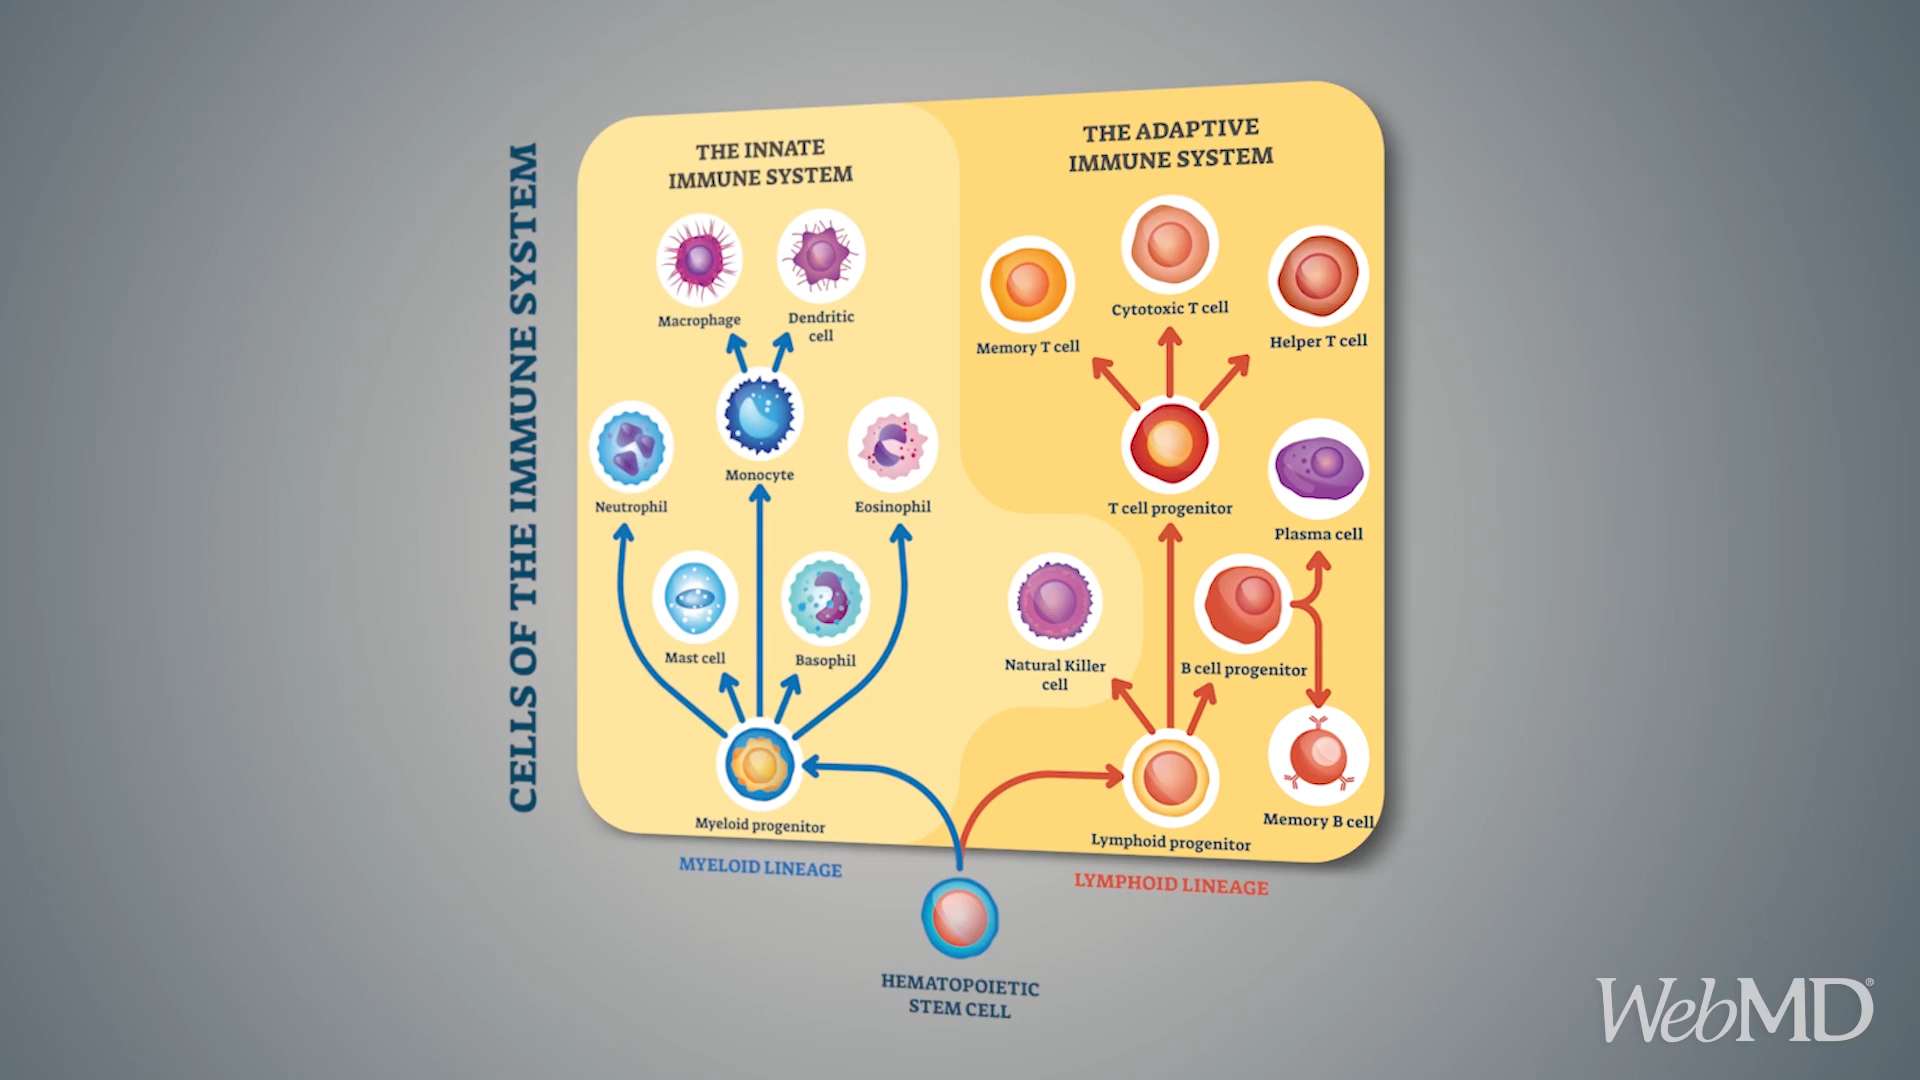 CELLS OF THE IMMUNE SYSTEM
THE INNATE
IMMUNE SYSTEM
Macrophage
Dendritic
cell
Monocyte
Neutrophil
Eosinophil
Mast cell
Basophil
Myeloid progenitor
MYELOID LINEAGE
THE ADAPTIVE
IMMUNE SYSTEM
Memory T cell
Cytotoxic T cell
Helper T cell
T cell progenitor
Plasma cell
Natural Killer
cell
B cell progenitor
Memory B cell
Lymphoid progenitor
LYMPHOID LINEAGE
HEMATOPOIETIC
STEM CELL
WebMD®